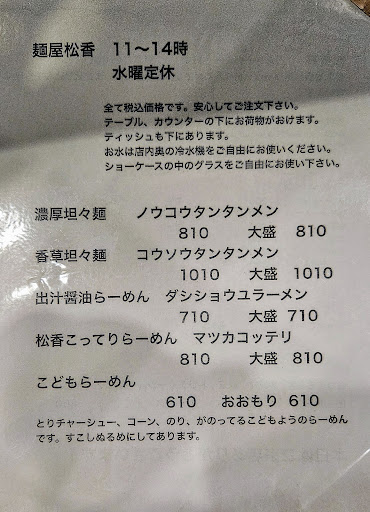 麺屋松香　11〜14時
水曜定休
全て税込価格です。安心してご注文下さい。
テーブル、カウンターの下にお荷物がおけます。
ティッシュも下にあります。
お水は店内奥の冷水機をご自由にお使いください。
ショーケースの中のグラスをご自由にお使い下さい。
濃厚坦々麺　ノウコウタンタンメン
810　大盛　810
香草坦々麺　コウソウタンタンメン
1010　大盛　1010
出汁醤油らーめん　ダシショウユラーメン
710　大盛　710
松香こってりらーめん　マツカコッテリ
810　大盛　810
こどもらーめん
610　おおもり　610
とりチャーシュー、コーン、のり、がのってるこどもようのらーめん
です。すこしぬるめにしてあります。